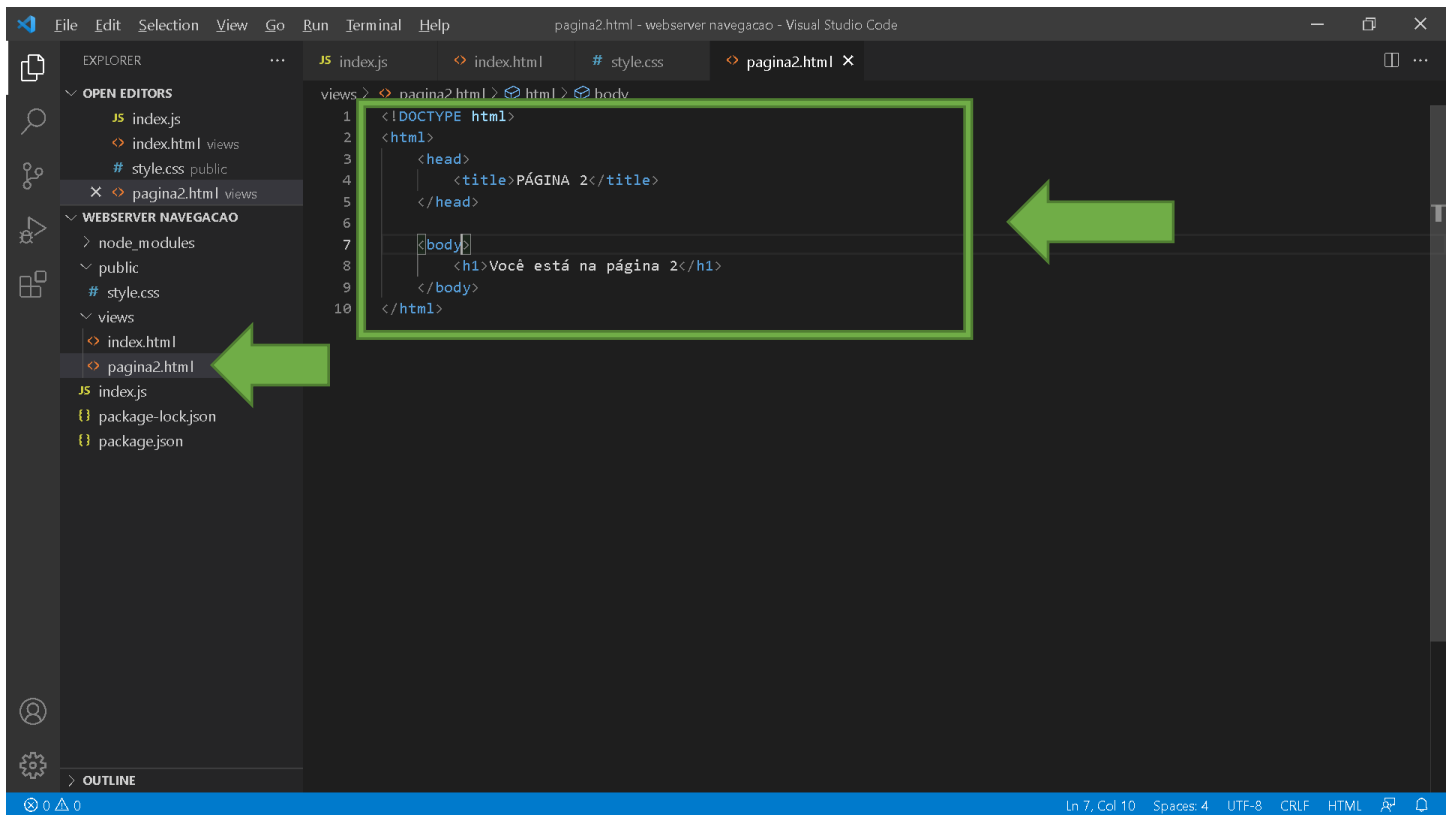 File Edit Selection View Go Run Terminal Help pagina2.html - webserver navegacao - Visual Studio Code
EXPLORER ...
JS index.js <> index.html # style.css <> pagina2.html
OPEN EDITORS
JS index.js
<> index.html views
# style.css public
<> pagina2.html views
WEBSERVER NAVEGACAO
node_modules
public
# style.css
views
<> index.html
<> pagina2.html
JS index.js
{} package-lock.json
{} package.json
OUTLINE
views > <> pagina2.html > html > body
1 <!DOCTYPE html>
2 <html>
3 <head>
4 <title>PÁGINA 2</title>
5 </head>
6
7 <body>
8 <h1>Você está na página 2</h1>
9 </body>
10 </html>
0 0 Ln 7, Col 10 Spaces: 4 UTF-8 CRLF HTML